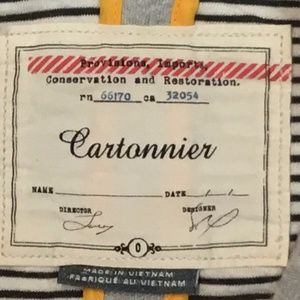 Provisions, Imports,
Conservation and Restoration.
rn 66170 ca 32054
Cartonnier
NAME DATE / /
DIRECTOR DESIGNER
0
MADE IN VIETNAM
FABRIQUÉ AU VIETNAM